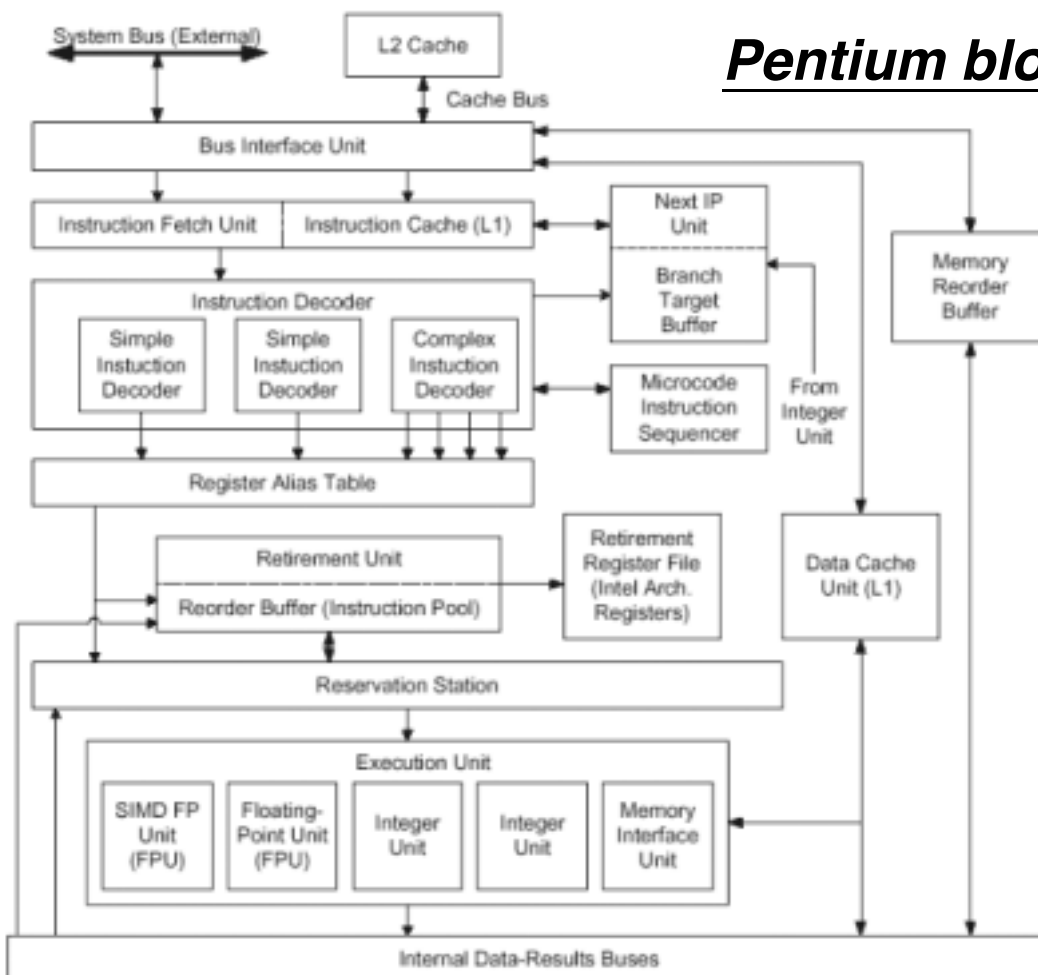 System Bus (External)
L2 Cache
Pentium blo
Cache Bus
Bus Interface Unit
Instruction Fetch Unit
Instruction Cache (L1)
Next IP
Unit
Branch
Target
Buffer
Memory
Reorder
Buffer
Instruction Decoder
Simple
Instuction
Decoder
Simple
Instuction
Decoder
Complex
Instuction
Decoder
Microcode
Instruction
Sequencer
From
Integer
Unit
Register Alias Table
Retirement Unit
Reorder Buffer (Instruction Pool)
Retirement
Register File
(Intel Arch.
Registers)
Data Cache
Unit (L1)
Reservation Station
Execution Unit
SIMD FP
Unit
(FPU)
Floating-
Point Unit
(FPU)
Integer
Unit
Integer
Unit
Memory
Interface
Unit
Internal Data-Results Buses